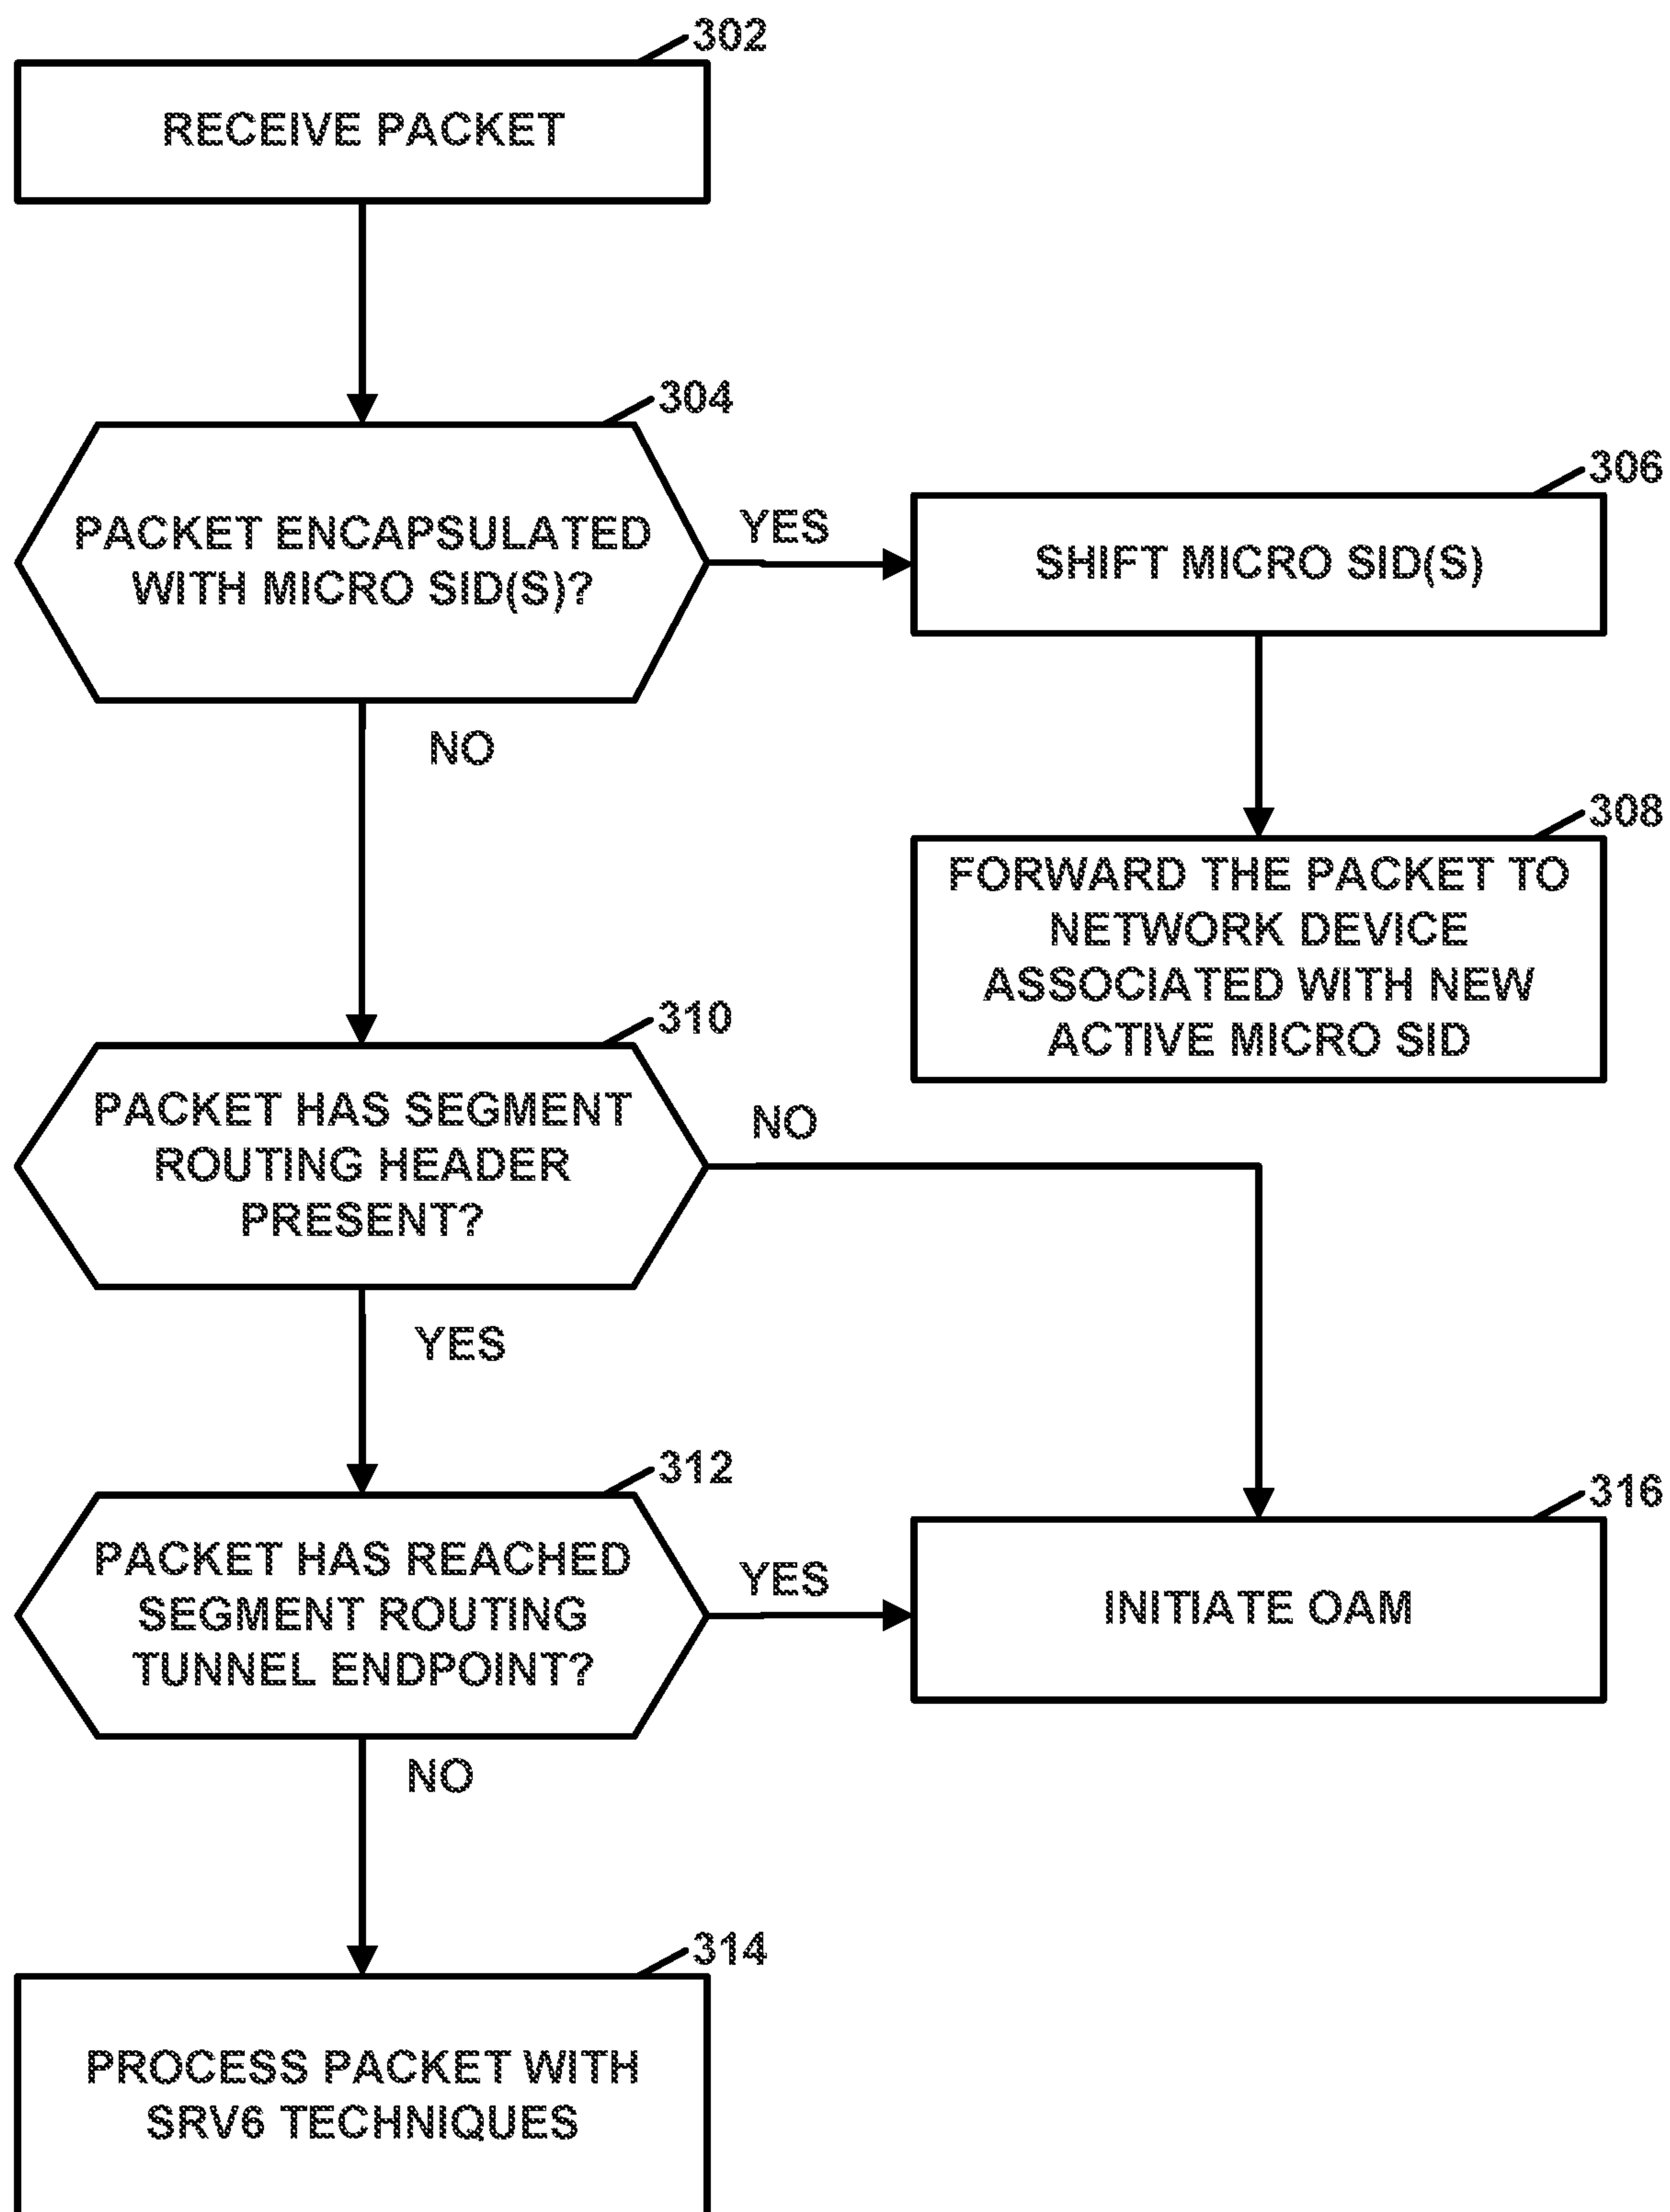 302
RECEIVE PACKET
304
PACKET ENCAPSULATED
WITH MICRO SID(S)?
YES
306
SHIFT MICRO SID(S)
NO
308
FORWARD THE PACKET TO
NETWORK DEVICE
ASSOCIATED WITH NEW
ACTIVE MICRO SID
310
PACKET HAS SEGMENT
ROUTING HEADER
PRESENT?
NO
YES
312
PACKET HAS REACHED
SEGMENT ROUTING
TUNNEL ENDPOINT?
YES
316
INITIATE OAM
NO
314
PROCESS PACKET WITH
SRV6 TECHNIQUES